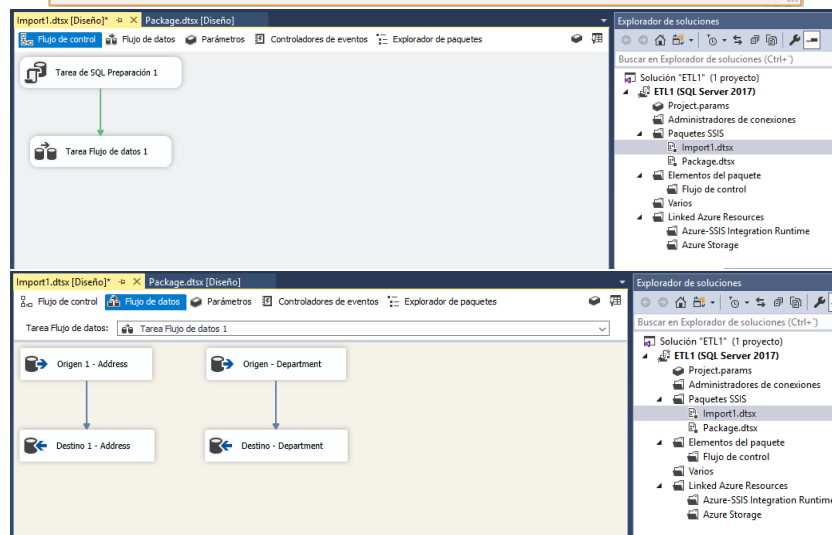 Import1.dtsx [Diseño]* Package.dtsx [Diseño]
Flujo de control Flujo de datos Parámetros Controladores de eventos Explorador de paquetes
Tarea de SQL Preparación 1
Tarea Flujo de datos 1
Explorador de soluciones
Buscar en Explorador de soluciones (Ctrl+´)
Solución "ETL1" (1 proyecto)
ETL1 (SQL Server 2017)
Project.params
Administradores de conexiones
Paquetes SSIS
Import1.dtsx
Package.dtsx
Elementos del paquete
Flujo de control
Varios
Linked Azure Resources
Azure-SSIS Integration Runtime
Azure Storage
Import1.dtsx [Diseño]* Package.dtsx [Diseño]
Flujo de control Flujo de datos Parámetros Controladores de eventos Explorador de paquetes
Tarea Flujo de datos: Tarea Flujo de datos 1
Origen 1 - Address Origen - Department
Destino 1 - Address Destino - Department
Explorador de soluciones
Buscar en Explorador de soluciones (Ctrl+´)
Solución "ETL1" (1 proyecto)
ETL1 (SQL Server 2017)
Project.params
Administradores de conexiones
Paquetes SSIS
Import1.dtsx
Package.dtsx
Elementos del paquete
Flujo de control
Varios
Linked Azure Resources
Azure-SSIS Integration Runtime
Azure Storage